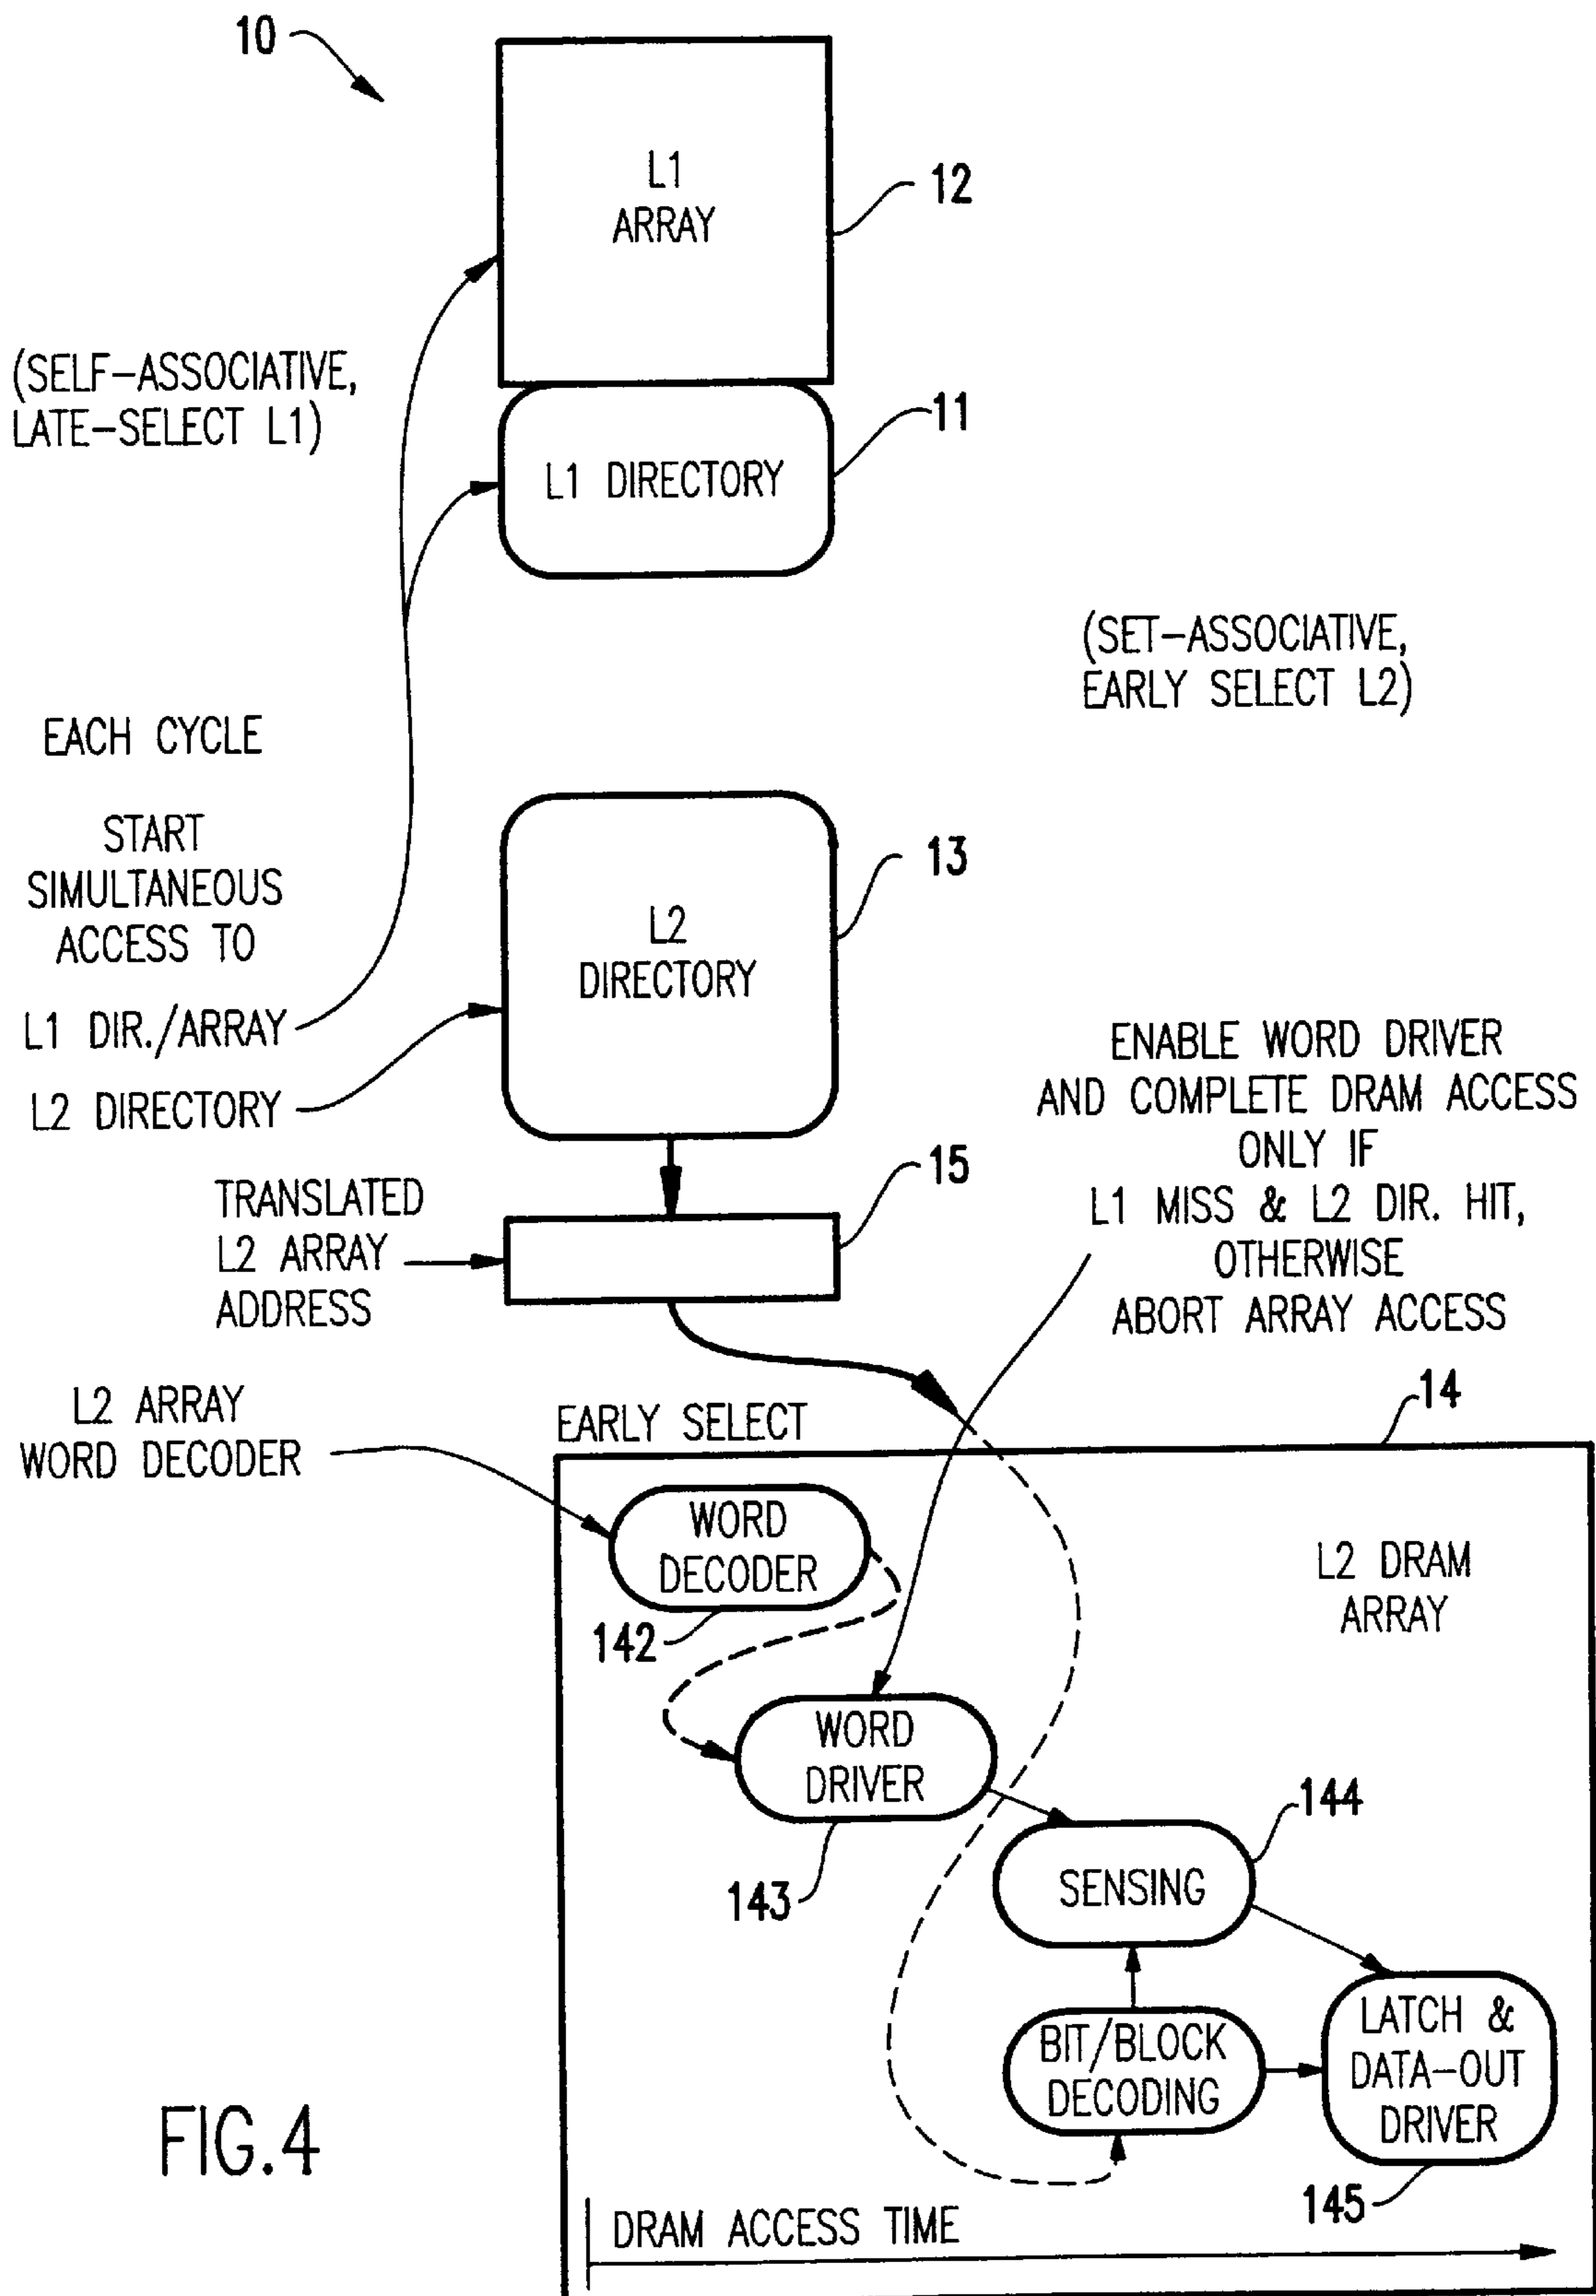 10
L1
ARRAY
12
(SELF-ASSOCIATIVE,
LATE-SELECT L1)
11
L1 DIRECTORY
(SET-ASSOCIATIVE,
EARLY SELECT L2)
EACH CYCLE
START
SIMULTANEOUS
ACCESS TO
L1 DIR./ARRAY
L2 DIRECTORY
L2
DIRECTORY
13
ENABLE WORD DRIVER
AND COMPLETE DRAM ACCESS
ONLY IF
L1 MISS & L2 DIR. HIT,
OTHERWISE
ABORT ARRAY ACCESS
15
TRANSLATED
L2 ARRAY
ADDRESS
L2 ARRAY
WORD DECODER
EARLY SELECT
14
WORD
DECODER
142
L2 DRAM
ARRAY
WORD
DRIVER
143
144
SENSING
BIT/BLOCK
DECODING
LATCH &
DATA-OUT
DRIVER
145
DRAM ACCESS TIME
FIG.4